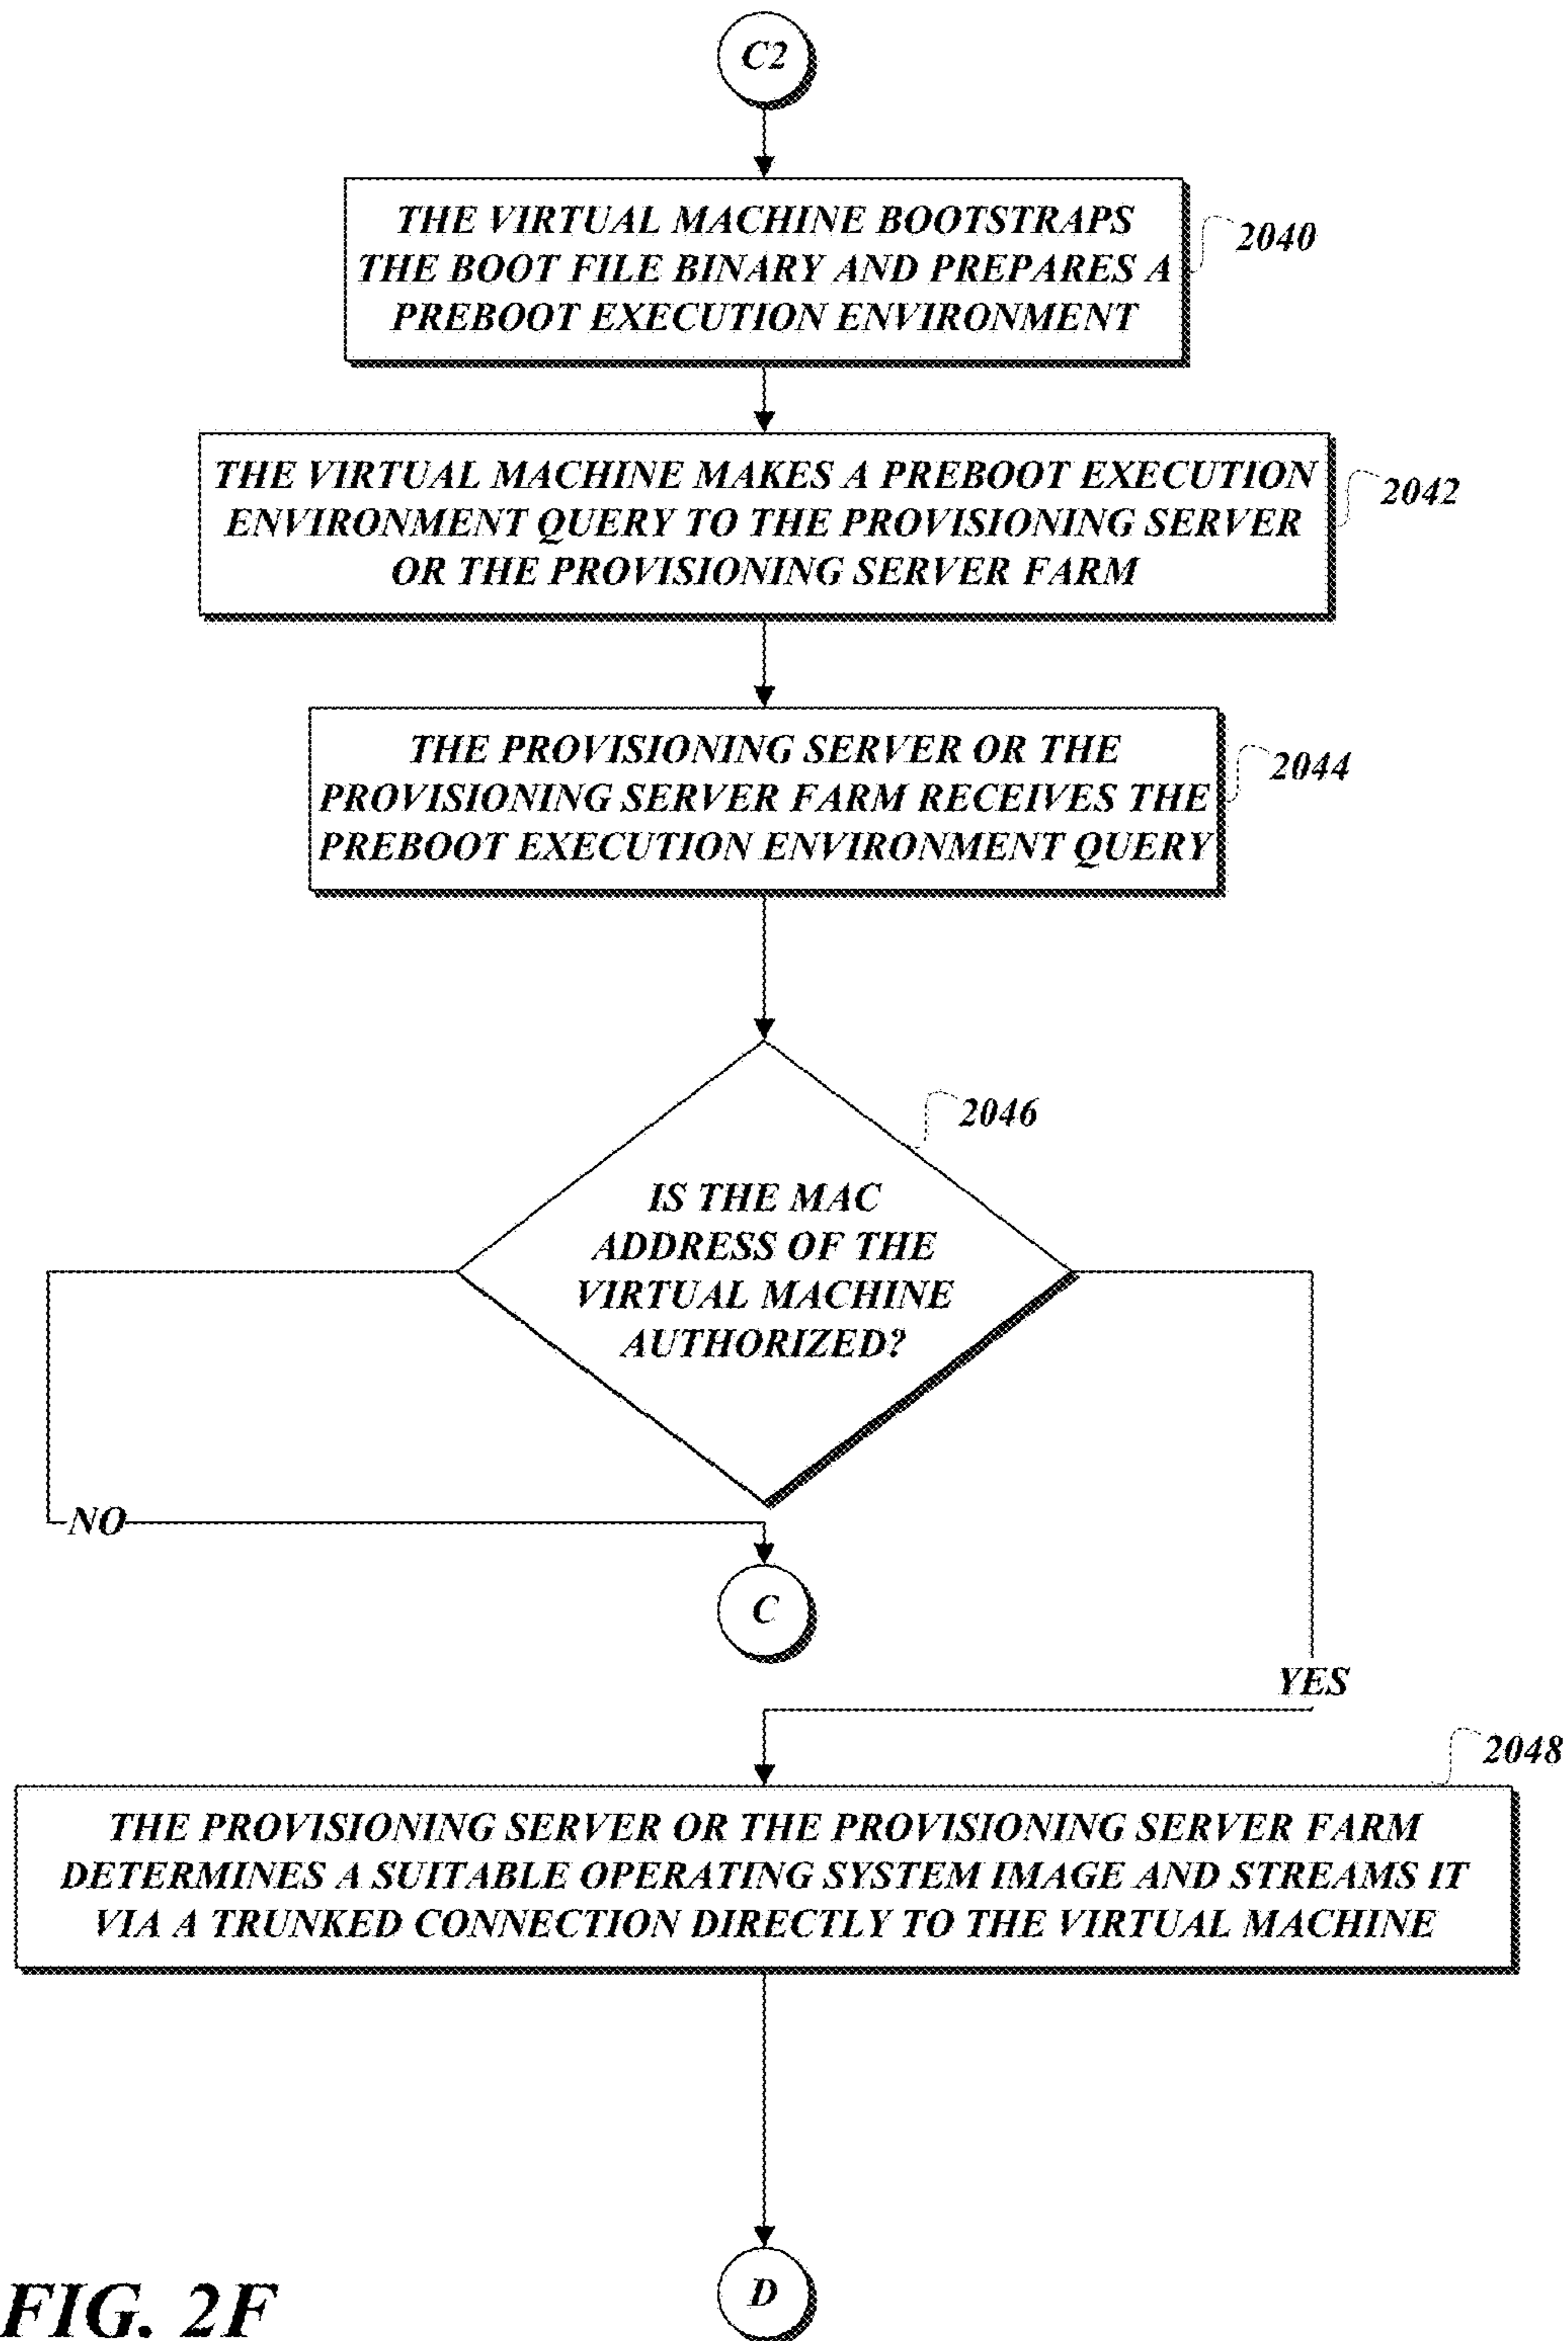 C2
THE VIRTUAL MACHINE BOOTSTRAPS
THE BOOT FILE BINARY AND PREPARES A
PREBOOT EXECUTION ENVIRONMENT
2040
THE VIRTUAL MACHINE MAKES A PREBOOT EXECUTION
ENVIRONMENT QUERY TO THE PROVISIONING SERVER
OR THE PROVISIONING SERVER FARM
2042
THE PROVISIONING SERVER OR THE
PROVISIONING SERVER FARM RECEIVES THE
PREBOOT EXECUTION ENVIRONMENT QUERY
2044
2046
IS THE MAC
ADDRESS OF THE
VIRTUAL MACHINE
AUTHORIZED?
NO
C
YES
2048
THE PROVISIONING SERVER OR THE PROVISIONING SERVER FARM
DETERMINES A SUITABLE OPERATING SYSTEM IMAGE AND STREAMS IT
VIA A TRUNKED CONNECTION DIRECTLY TO THE VIRTUAL MACHINE
D
FIG. 2F